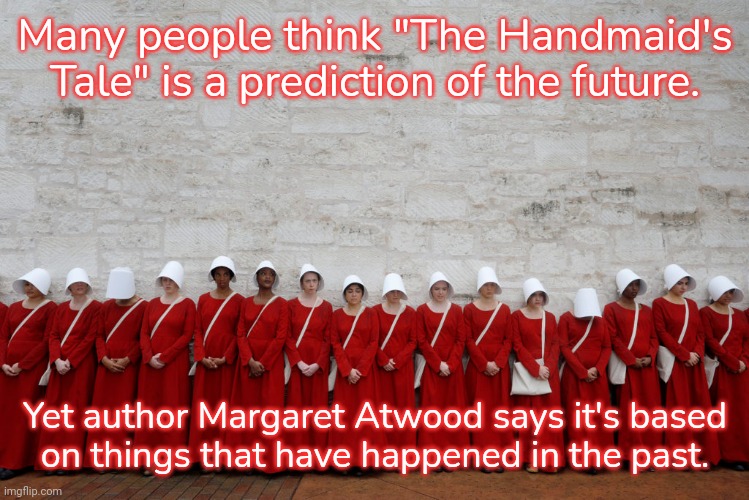 Many people think "The Handmaid's
Tale" is a prediction of the future.
Yet author Margaret Atwood says it's based
on things that have happened in the past.
imgflip.com